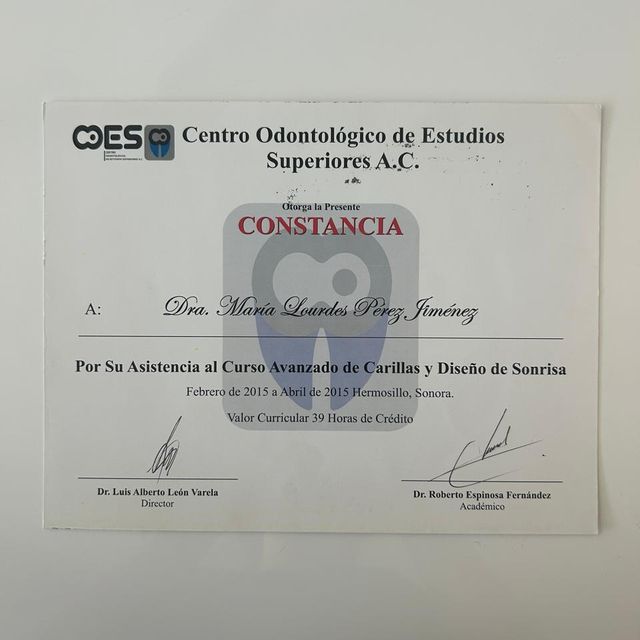 COES
Centro Odontológico de Estudios
Superiores A.C.
Otorga la Presente
CONSTANCIA
A: Dra. María Lourdes Pérez Jiménez
Por Su Asistencia al Curso Avanzado de Carillas y Diseño de Sonrisa
Febrero de 2015 a Abril de 2015 Hermosillo, Sonora.
Valor Curricular 39 Horas de Crédito
Dr. Luis Alberto León Varela
Director
Dr. Roberto Espinosa Fernández
Académico